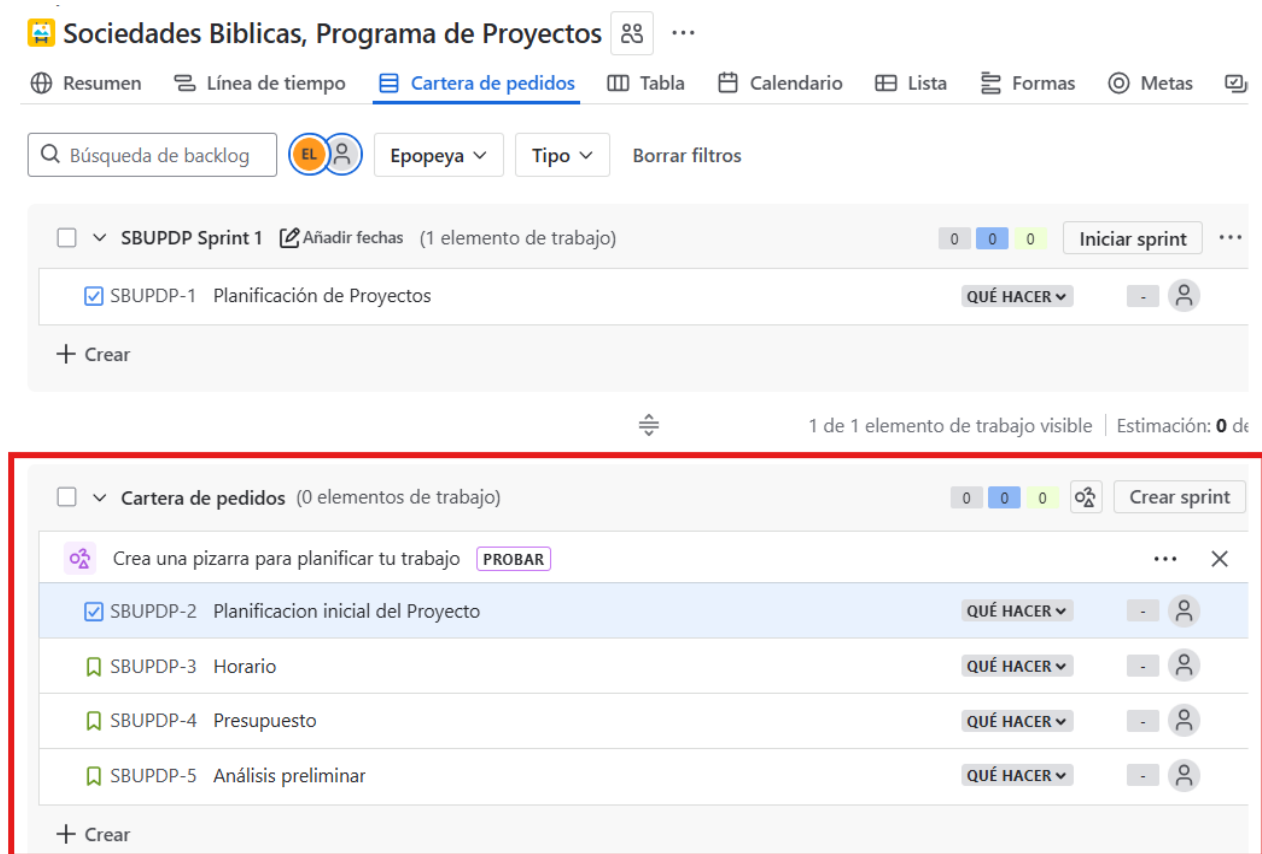 Sociedades Biblicas, Programa de Proyectos
Resumen Línea de tiempo Cartera de pedidos Tabla Calendario Lista Formas Metas
Búsqueda de backlog EL Epopeya Tipo Borrar filtros
SBUPDP Sprint 1 Añadir fechas (1 elemento de trabajo) 0 0 0 Iniciar sprint ...
SBUPDP-1 Planificación de Proyectos QUÉ HACER -
+ Crear
1 de 1 elemento de trabajo visible Estimación: 0 de
Cartera de pedidos (0 elementos de trabajo) 0 0 0 Crear sprint
Crea una pizarra para planificar tu trabajo PROBAR ...
SBUPDP-2 Planificacion inicial del Proyecto QUÉ HACER -
SBUPDP-3 Horario QUÉ HACER -
SBUPDP-4 Presupuesto QUÉ HACER -
SBUPDP-5 Análisis preliminar QUÉ HACER -
+ Crear